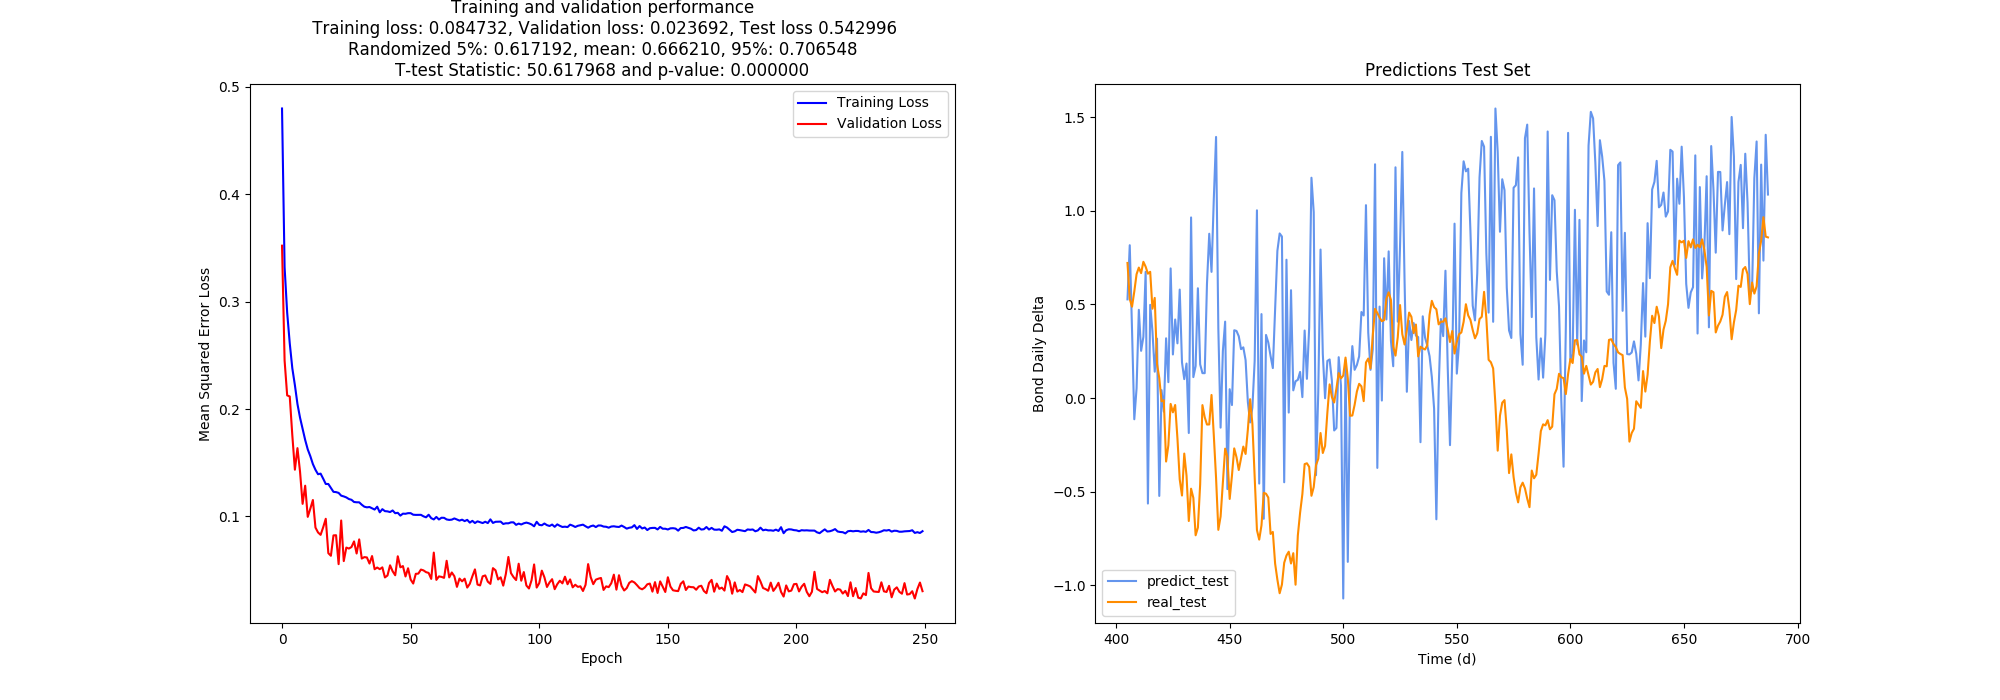 Training and validation performance
Training loss: 0.084732, Validation loss: 0.023692, Test loss 0.542996
Randomized 5%: 0.617192, mean: 0.666210, 95%: 0.706548
T-test Statistic: 50.617968 and p-value: 0.000000
0.5
0.4
0.3
0.2
0.1
Mean Squared Error Loss
Training Loss
Validation Loss
0
50
100
150
200
250
Epoch
Predictions Test Set
1.5
1.0
0.5
0.0
−0.5
−1.0
Bond Daily Delta
predict_test
real_test
400
450
500
550
600
650
700
Time (d)